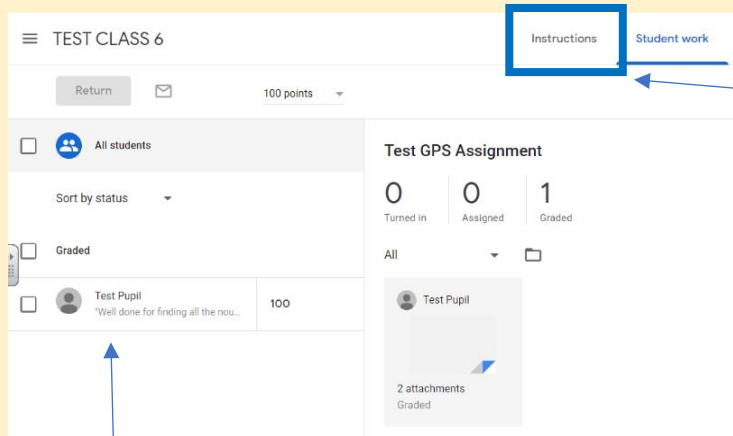 TEST CLASS 6
Instructions
Student work
Return
100 points
All students
Sort by status
Graded
Test Pupil
"Well done for finding all the nou...
100
Test GPS Assignment
0
Turned in
0
Assigned
1
Graded
All
Test Pupil
2 attachments
Graded